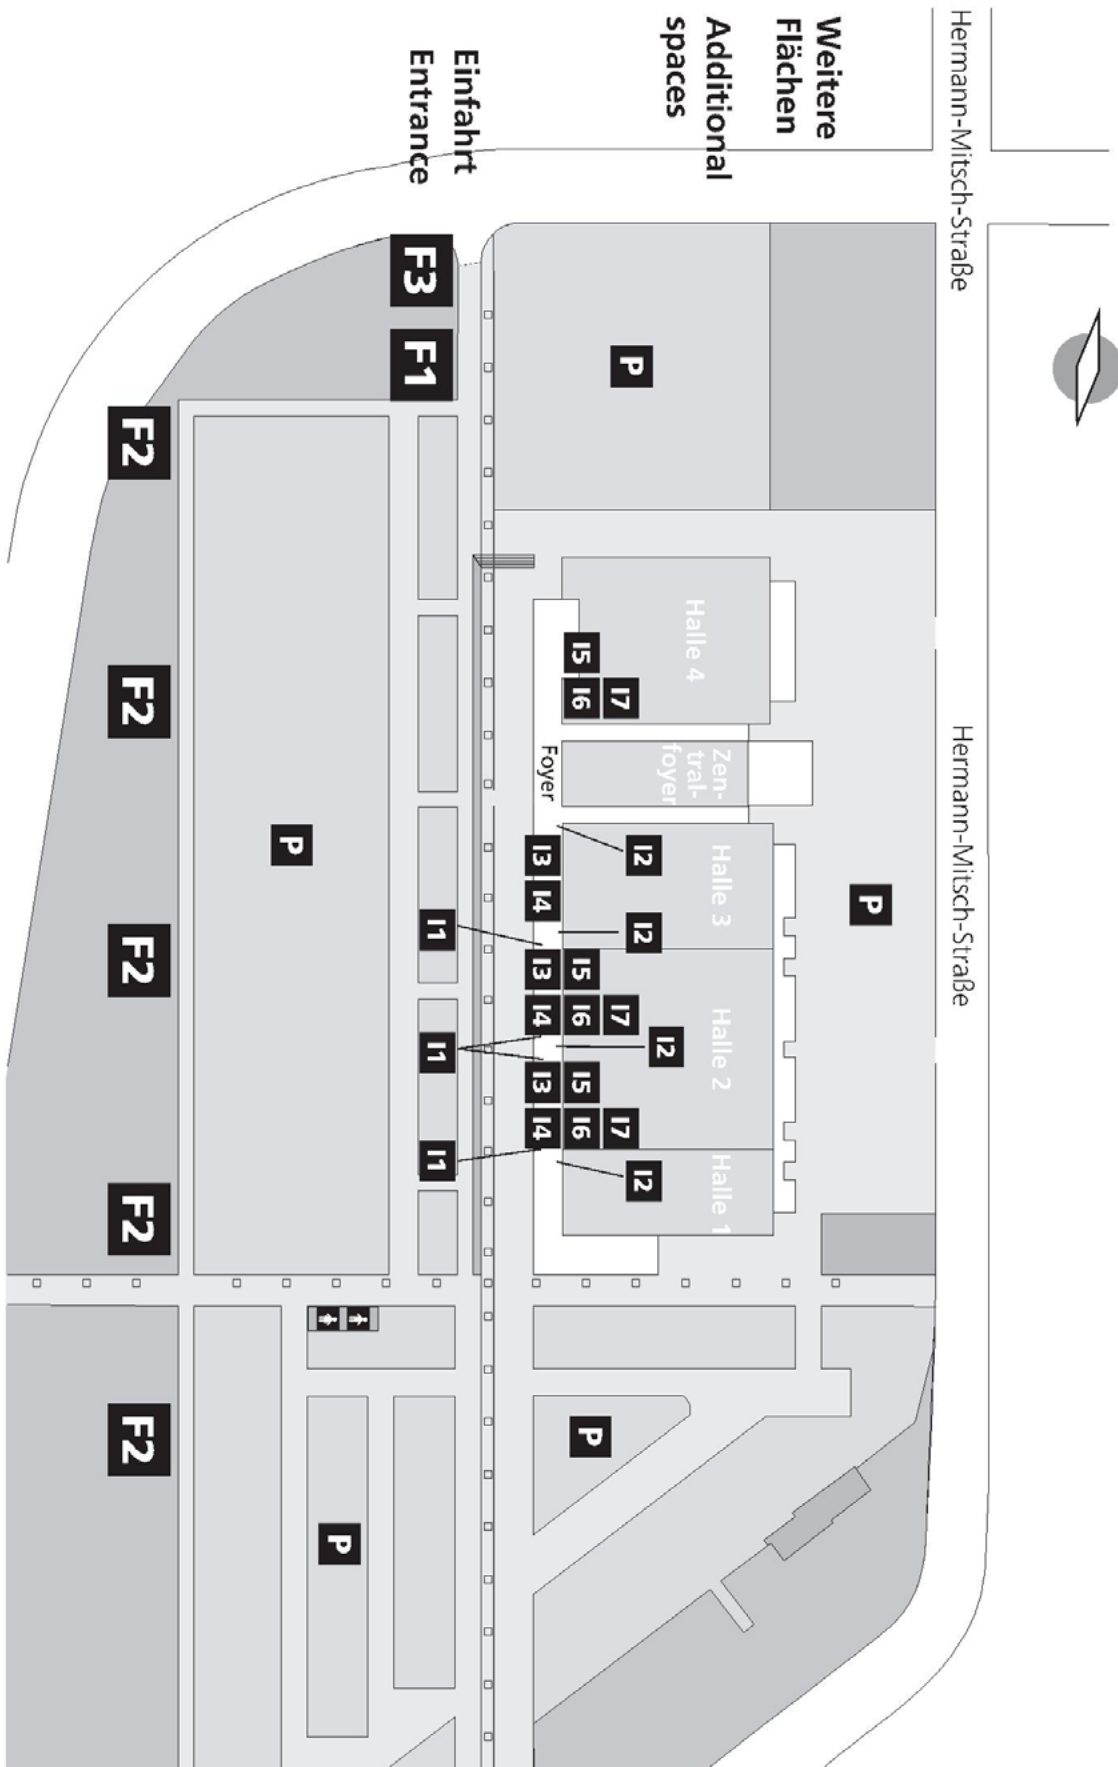 Hermann-Mitsch-Straße
Hermann-Mitsch-Straße
Weitere
Flächen
Additional
spaces
P
Halle 4
Zen-
tral-
foyer
Halle 3
Halle 2
Halle 1
P
I2
I2
I2
I2
I7
I7
I7
I5
I6
I5
I6
I5
I6
P
Foyer
I3
I4
I3
I4
I3
I4
Einfahrt
Entrance
I1
I1
I1
F3
F1
P
P
F2
F2
F2
F2
F2